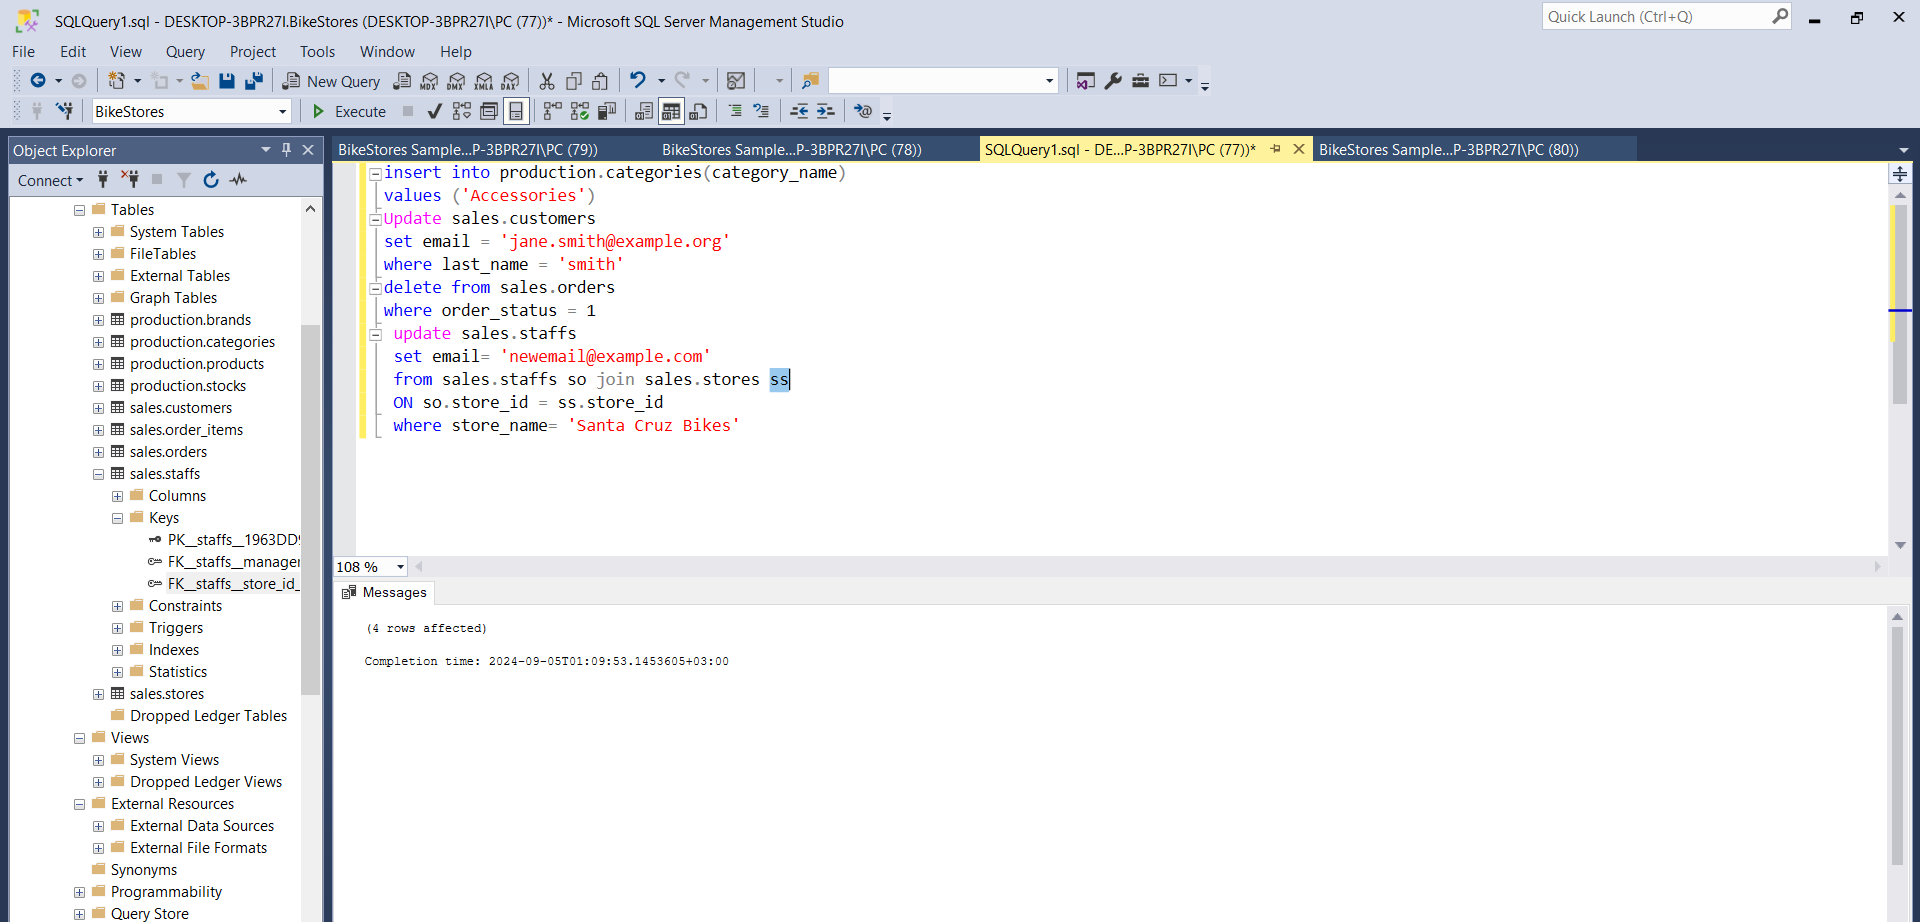 SQLQuery1.sql - DESKTOP-3BPR27I.BikeStores (DESKTOP-3BPR27I\PC (77))* - Microsoft SQL Server Management Studio
Quick Launch (Ctrl+Q)
File Edit View Query Project Tools Window Help
New Query
MDX DMX XMLA DAX
BikeStores
Execute
Object Explorer
Connect
Tables
System Tables
FileTables
External Tables
Graph Tables
production.brands
production.categories
production.products
production.stocks
sales.customers
sales.order_items
sales.orders
sales.staffs
Columns
Keys
PK__staffs__1963DD9
FK__staffs__manager
FK__staffs__store_id_
Constraints
Triggers
Indexes
Statistics
sales.stores
Dropped Ledger Tables
Views
System Views
Dropped Ledger Views
External Resources
External Data Sources
External File Formats
Synonyms
Programmability
Query Store
BikeStores Sample...P-3BPR27I\PC (79))
BikeStores Sample...P-3BPR27I\PC (78))
SQLQuery1.sql - DE...P-3BPR27I\PC (77))*
BikeStores Sample...P-3BPR27I\PC (80))
insert into production.categories(category_name)
values ('Accessories')
Update sales.customers
set email = 'jane.smith@example.org'
where last_name = 'smith'
delete from sales.orders
where order_status = 1
update sales.staffs
set email= 'newemail@example.com'
from sales.staffs so join sales.stores ss
ON so.store_id = ss.store_id
where store_name= 'Santa Cruz Bikes'
108 %
Messages
(4 rows affected)
Completion time: 2024-09-05T01:09:53.1453605+03:00